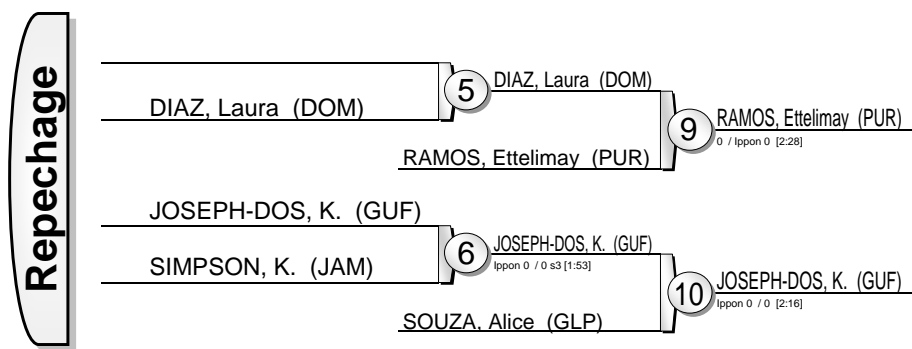 Repechage
DIAZ, Laura (DOM)
5
DIAZ, Laura (DOM)
RAMOS, Ettelimay (PUR)
9
RAMOS, Ettelimay (PUR)
0 / Ippon 0 [2:28]
JOSEPH-DOS, K. (GUF)
SIMPSON, K. (JAM)
6
JOSEPH-DOS, K. (GUF)
Ippon 0 / 0 s3 [1:53]
SOUZA, Alice (GLP)
10
JOSEPH-DOS, K. (GUF)
Ippon 0 / 0 [2:16]